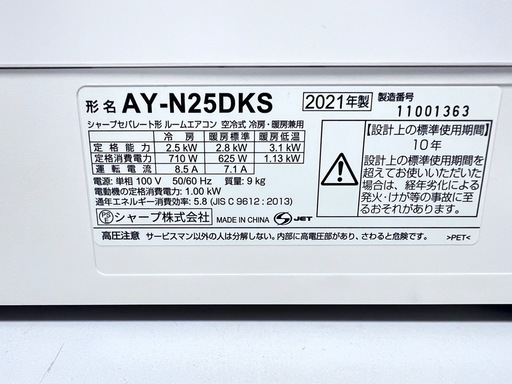 形名 AY-N25DKS 2021年製 製造番号 11001363
シャープセパレート形 ルームエアコン 空冷式 冷房・暖房兼用
冷房 暖房標準 暖房低温
定格能力 2.5 kW 2.8 kW 3.1 kW
定格消費電力 710 W 625 W 1.13 kW
運転電流 8.5 A 7.1 A
電源: 単相 100 V 50/60 Hz 質量: 9 kg
電動機の定格消費電力: 1.00 kW
通年エネルギー消費効率: 5.8 (JIS C 9612 : 2013)
シャープ株式会社 MADE IN CHINA S JET
【設計上の標準使用期間】
10年
設計上の標準使用期間を
超えてお使いいただいた
場合は、経年劣化による
発火・けが等の事故に至
るおそれがあります。
高圧注意 サービスマン以外の人は分解しない。内部に高電圧部があり、さわると危険です。 >PET<